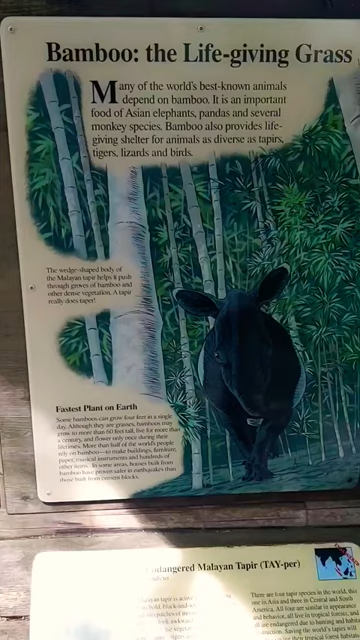 Bamboo: the Life-giving Grass
Many of the world's best-known animals
depend on bamboo. It is an important
food of Asian elephants, pandas and several
monkey species. Bamboo also provides life-
giving shelter for animals as diverse as tapirs,
tigers, lizards and birds.
The wedge-shaped body of
the Malayan tapir helps it push
through groves of bamboo and
other dense vegetation. A tapir
really does taper!
Fastest Plant on Earth
Some bamboos can grow four feet in a single
day. Although they are grasses, bamboos may
grow to more than 60 feet tall, live for more than
a century, and flower only once during their
lifetimes. More than half of the world's people
rely on bamboo—to make buildings, furniture,
paper, musical instruments and hundreds of
other items. In some areas, houses built from
bamboo have proven safer in earthquakes than
those built from cement blocks.
Endangered Malayan Tapir (TAY-per)
Malayan tapir is
There are four tapir species in the world,
one in Asia and three in Central and South
America. All four are similar in appearance
and behavior, all live in tropical forests, and
all are endangered due to hunting and habitat
destruction. Saving the world's tapirs will